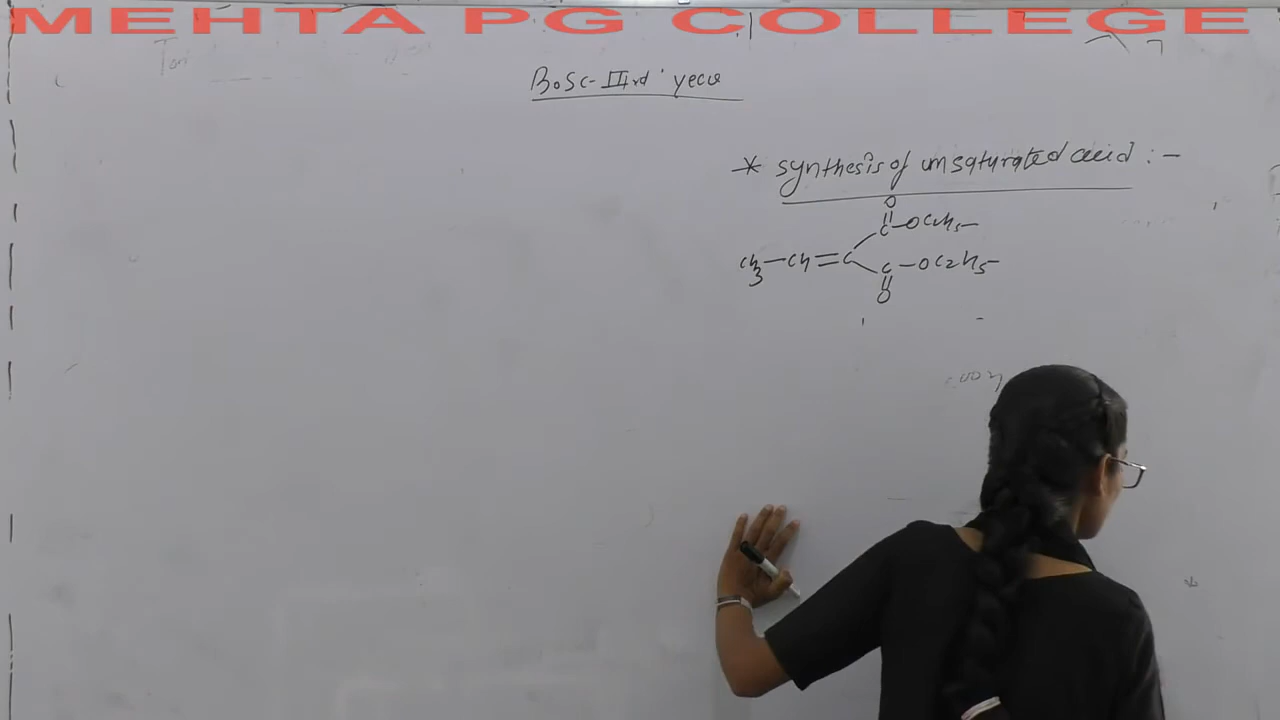 MEHTA PG COLLEGE
B.Sc-IIIrd year
* synthesis of unsaturated acid :-
O
C-OC2H5-
CH3-CH=C
C-OC2H5-
O